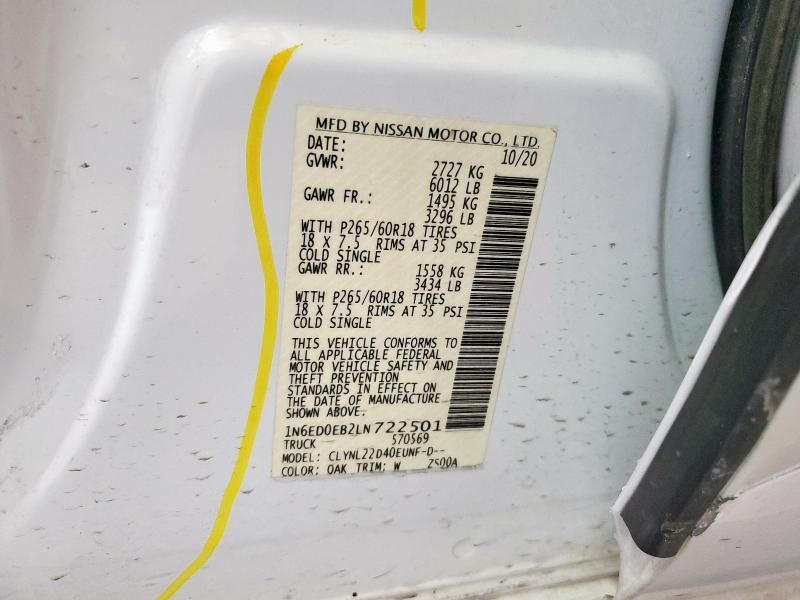 MFD BY NISSAN MOTOR CO., LTD.
DATE: 10/20
GVWR: 2727 KG
6012 LB
GAWR FR.: 1495 KG
3296 LB
WITH P265/60R18 TIRES
18 X 7.5 RIMS AT 35 PSI
COLD SINGLE
GAWR RR.: 1558 KG
3434 LB
WITH P265/60R18 TIRES
18 X 7.5 RIMS AT 35 PSI
COLD SINGLE
THIS VEHICLE CONFORMS TO
ALL APPLICABLE FEDERAL
MOTOR VEHICLE SAFETY AND
THEFT PREVENTION
STANDARDS IN EFFECT ON
THE DATE OF MANUFACTURE
SHOWN ABOVE.
1N6ED0EB2LN722501
TRUCK 570569
MODEL: CLYNL22D40EUNF-D--
COLOR: QAK TRIM: W Z500A